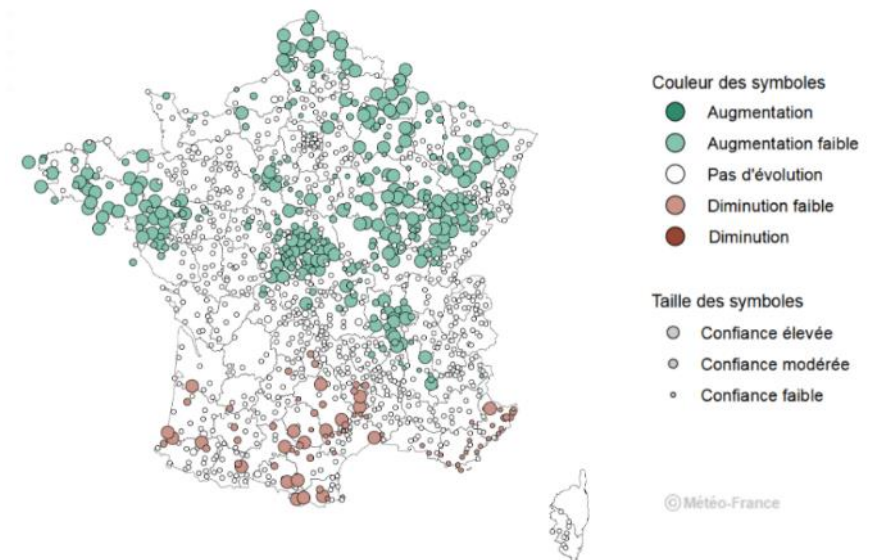 Couleur des symboles
Augmentation
Augmentation faible
Pas d'évolution
Diminution faible
Diminution
Taille des symboles
Confiance élevée
Confiance modérée
Confiance faible
© Météo-France